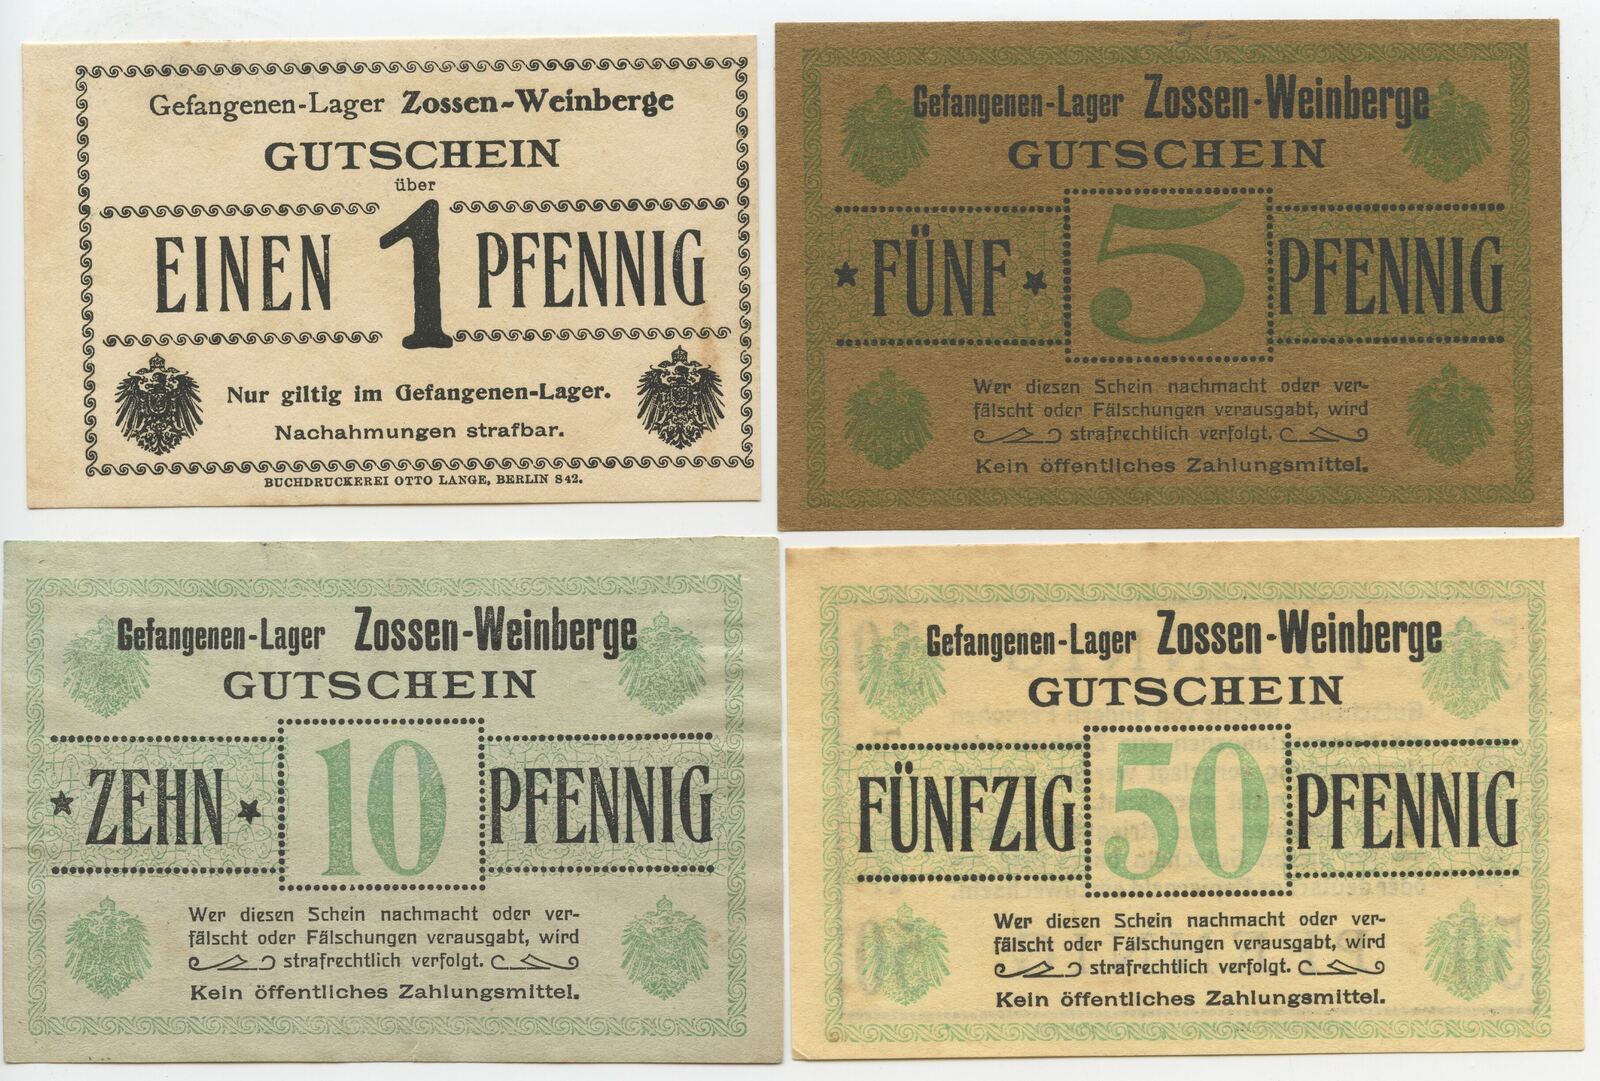 Gefangenen-Lager Zossen-Weinberge
GUTSCHEIN
über
EINEN 1 PFENNIG
Nur giltig im Gefangenen-Lager.
Nachahmungen strafbar.
BUCHDRUCKEREI OTTO LANGE, BERLIN S 42.
5.-
Gefangenen-Lager Zossen-Weinberge
GUTSCHEIN
FÜNF 5 PFENNIG
Wer diesen Schein nachmacht oder ver-
fälscht oder Fälschungen verausgabt, wird
strafrechtlich verfolgt.
Kein öffentliches Zahlungsmittel.
Gefangenen-Lager Zossen-Weinberge
GUTSCHEIN
ZEHN 10 PFENNIG
Wer diesen Schein nachmacht oder ver-
fälscht oder Fälschungen verausgabt, wird
strafrechtlich verfolgt.
Kein öffentliches Zahlungsmittel.
Gefangenen-Lager Zossen-Weinberge
GUTSCHEIN
FÜNFZIG 50 PFENNIG
Wer diesen Schein nachmacht oder ver-
fälscht oder Fälschungen verausgabt, wird
strafrechtlich verfolgt.
Kein öffentliches Zahlungsmittel.